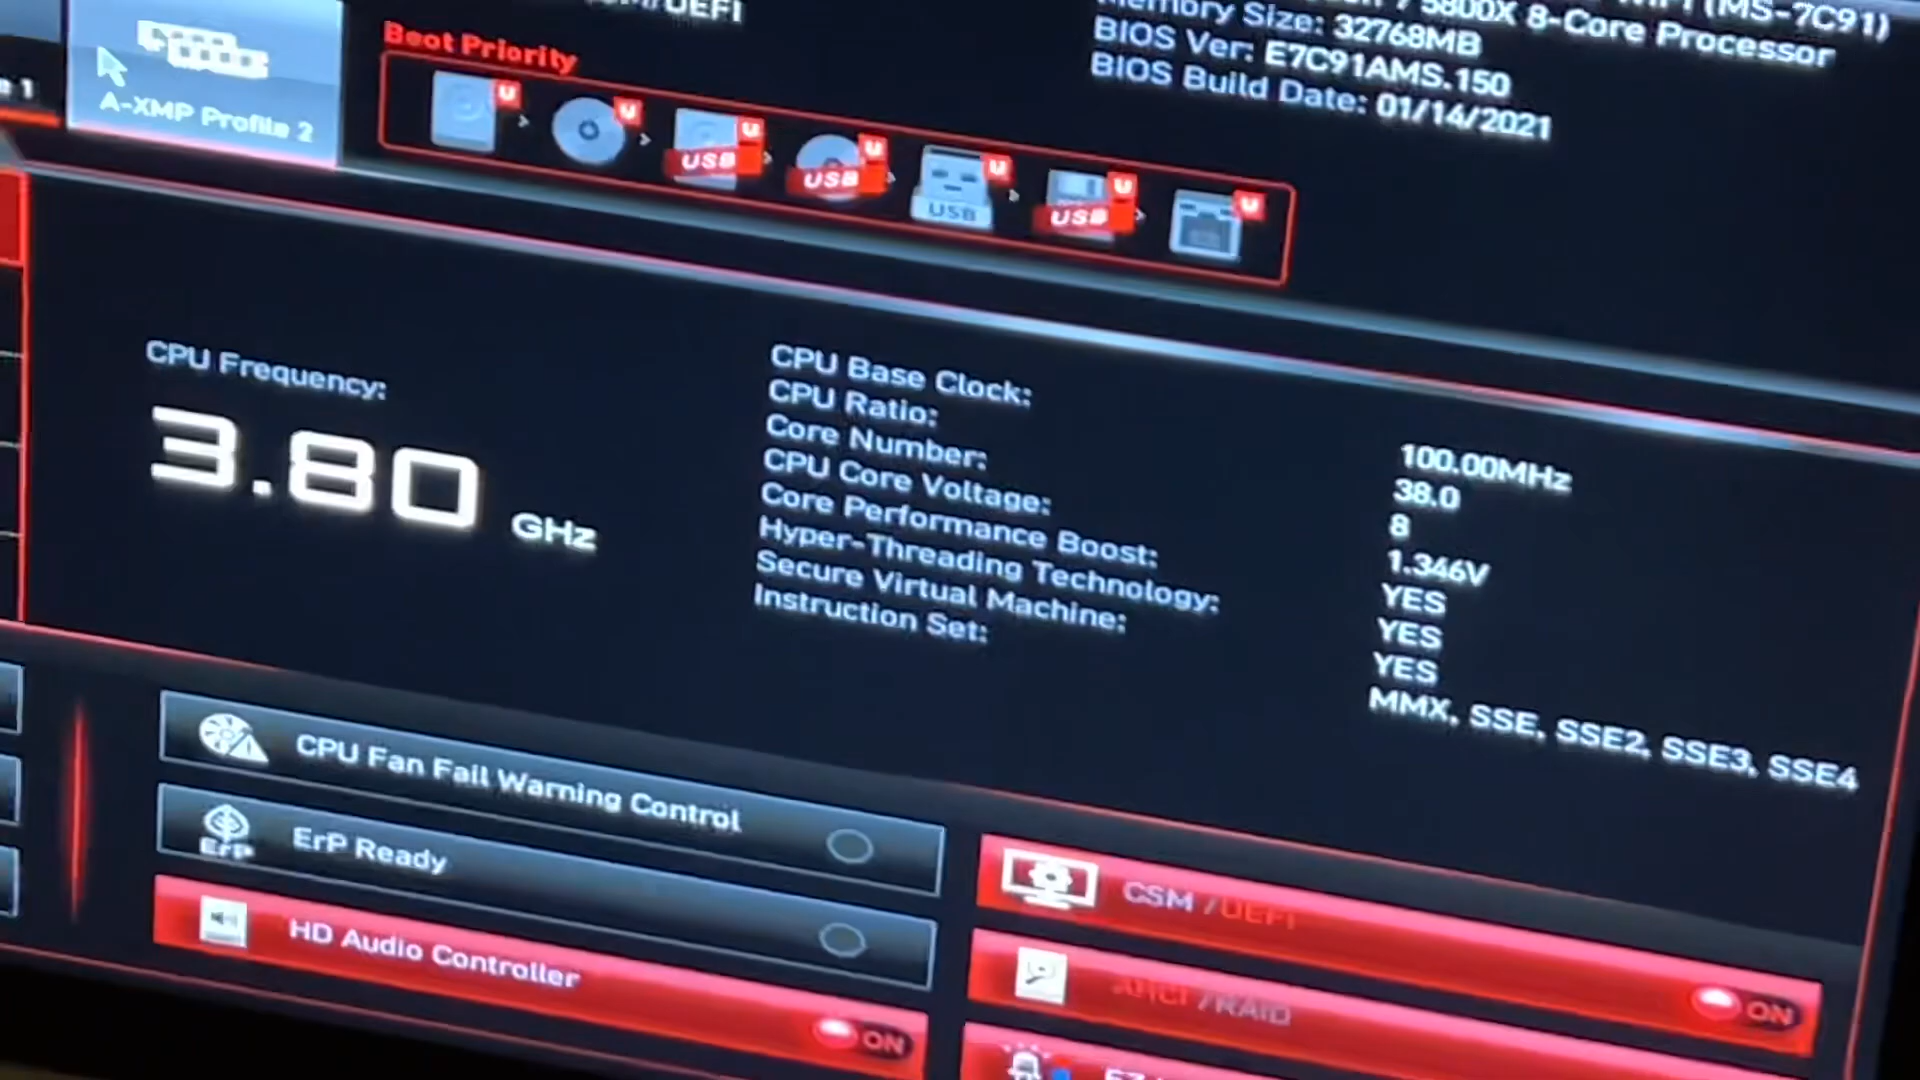 /UEFI
WIFI (MS-7C91)
5800X 8-Core Processor
Memory Size: 32768MB
BIOS Ver: E7C91AMS.150
BIOS Build Date: 01/14/2021
Boot Priority
1
A-XMP Profile 2
U
U
U
USB
U
USB
U
USB
U
USB
U
CPU Frequency:
3.80 GHz
CPU Base Clock: 100.00MHz
CPU Ratio: 38.0
Core Number: 8
CPU Core Voltage: 1.346V
Core Performance Boost: YES
Hyper-Threading Technology: YES
Secure Virtual Machine: YES
Instruction Set: MMX, SSE, SSE2, SSE3, SSE4
CPU Fan Fail Warning Control
ErP
ErP Ready
HD Audio Controller
ON
CSM /UEFI
ON
AHCI /RAID